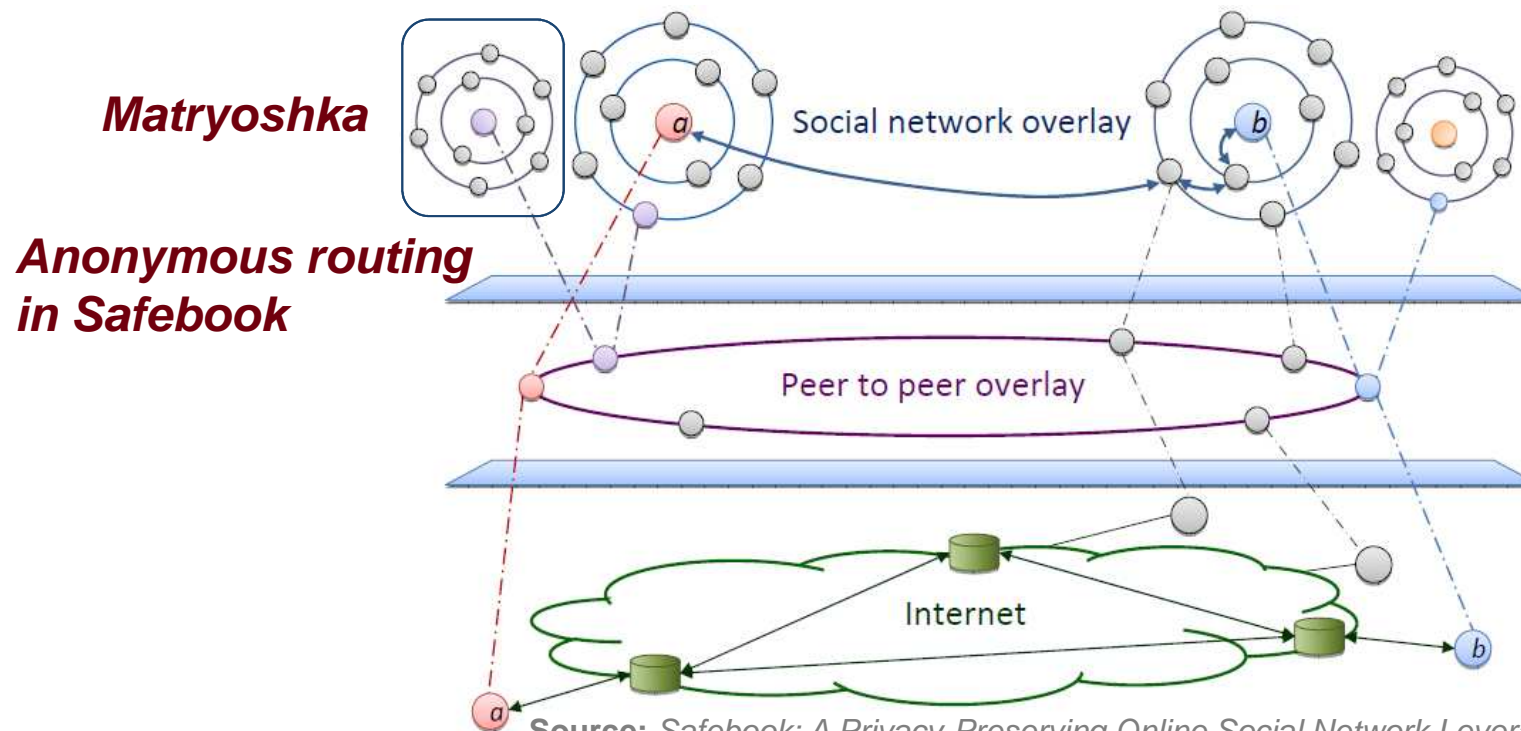 Matryoshka
a
Social network overlay
b
Anonymous routing
in Safebook
Peer to peer overlay
Internet
b
a
Source: Safebook: A Privacy-Preserving Online Social Network